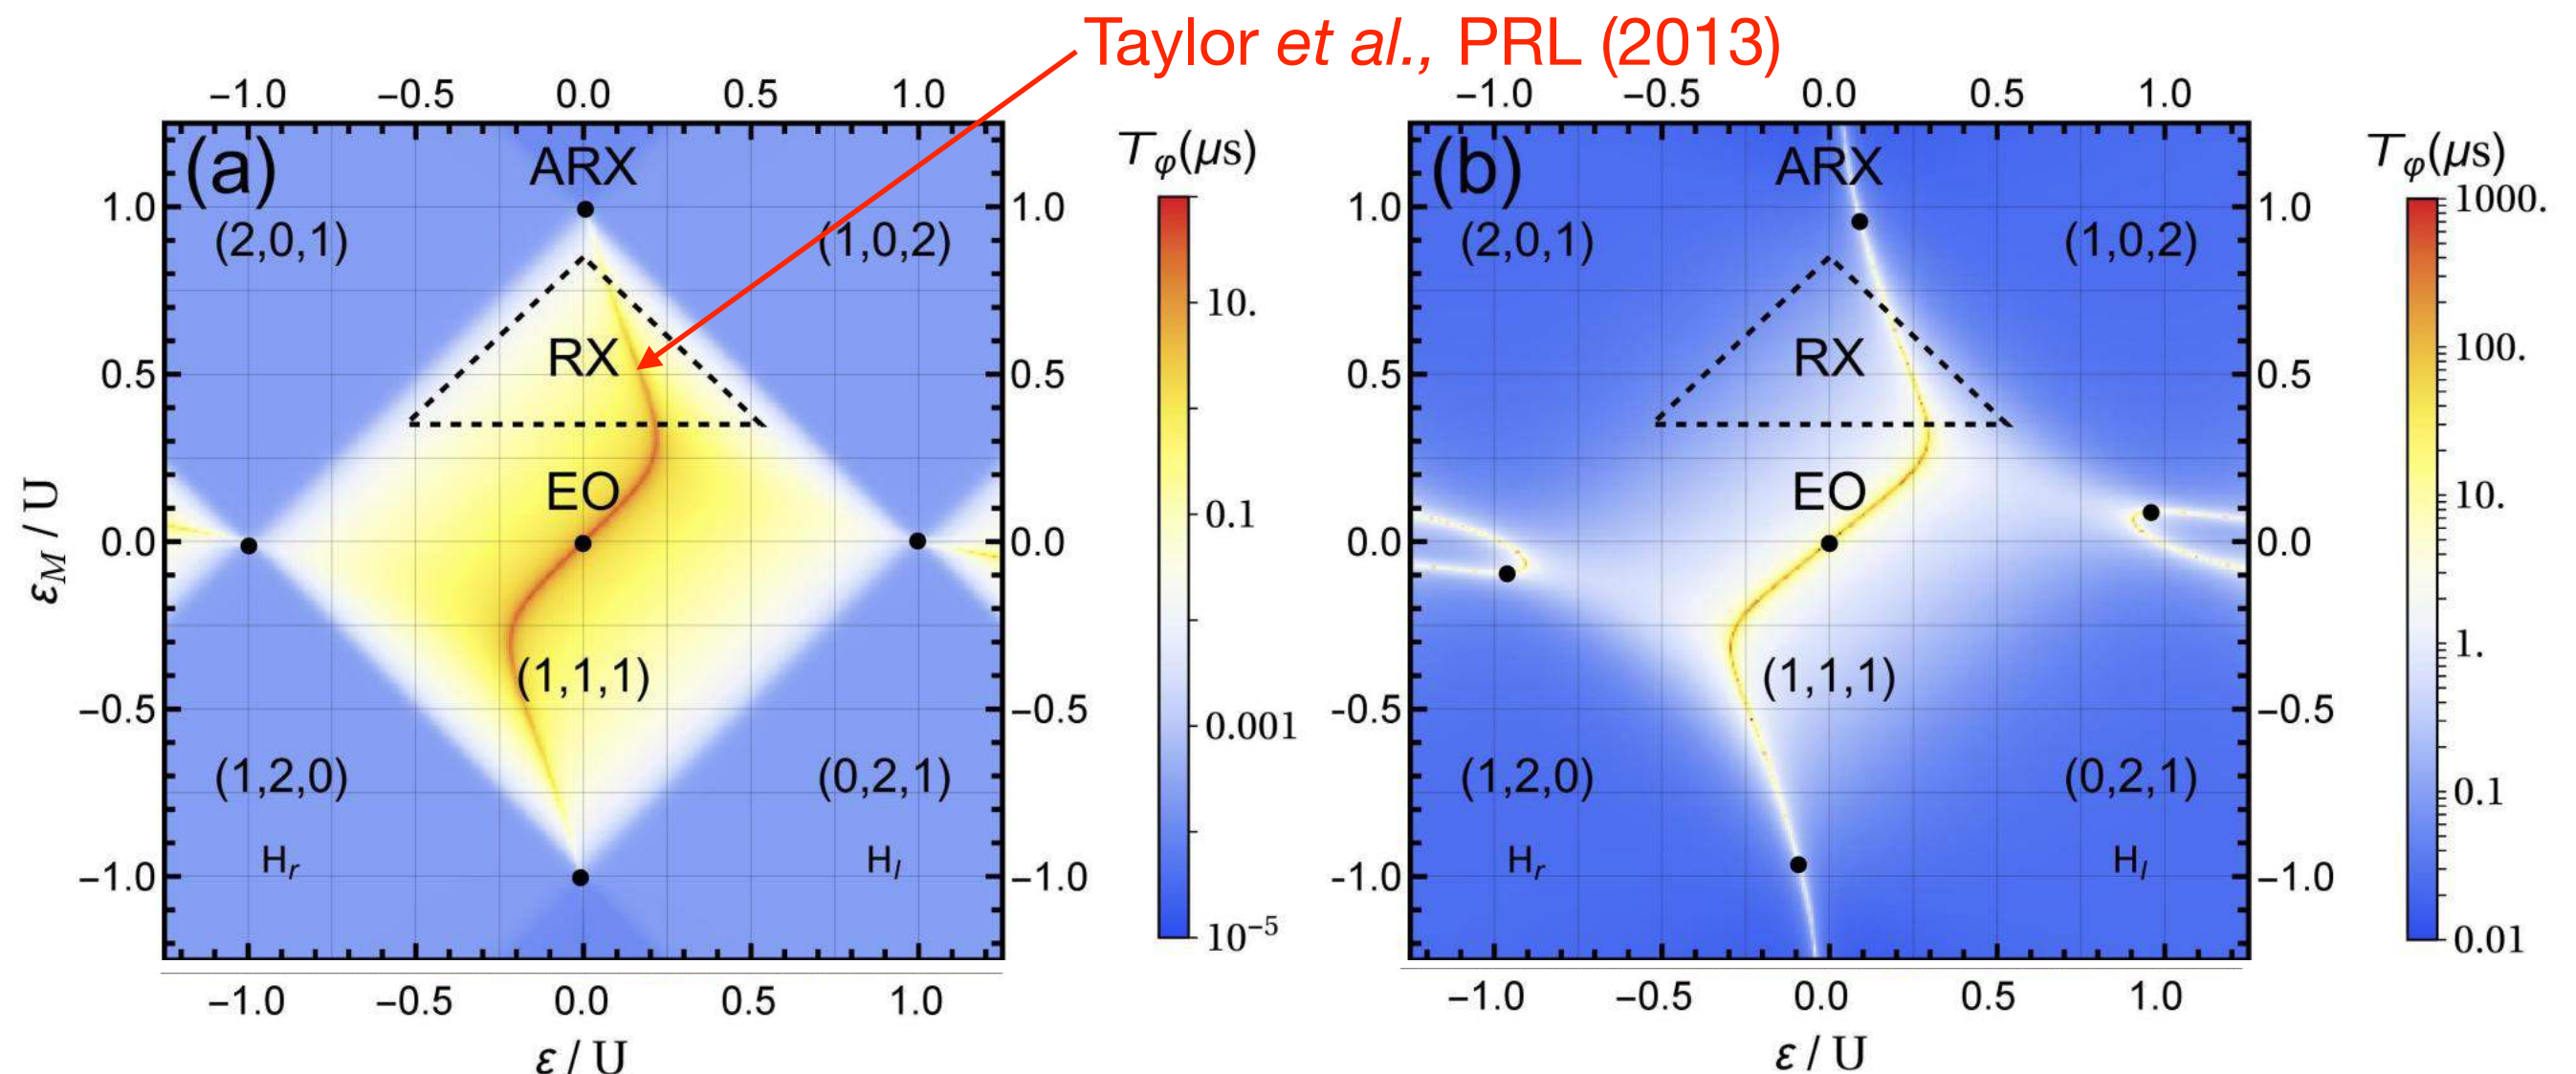 Taylor et al., PRL (2013)
−1.0 −0.5 0.0 0.5 1.0
−1.0 −0.5 0.0 0.5 1.0
(a)
ARX
(2,0,1)
(1,0,2)
RX
EO
(1,1,1)
(1,2,0)
(0,2,1)
Hr
Hl
1.0
0.5
0.0
−0.5
−1.0
1.0
0.5
0.0
−0.5
−1.0
εM / U
−1.0 −0.5 0.0 0.5 1.0
ε / U
Tφ(μs)
10.
0.1
0.001
10−5
(b)
ARX
(2,0,1)
(1,0,2)
RX
EO
(1,1,1)
(1,2,0)
(0,2,1)
Hr
Hl
1.0
0.5
0.0
-0.5
-1.0
1.0
0.5
0.0
−0.5
−1.0
−1.0 −0.5 0.0 0.5 1.0
ε / U
Tφ(μs)
1000.
100.
10.
1.
0.1
0.01